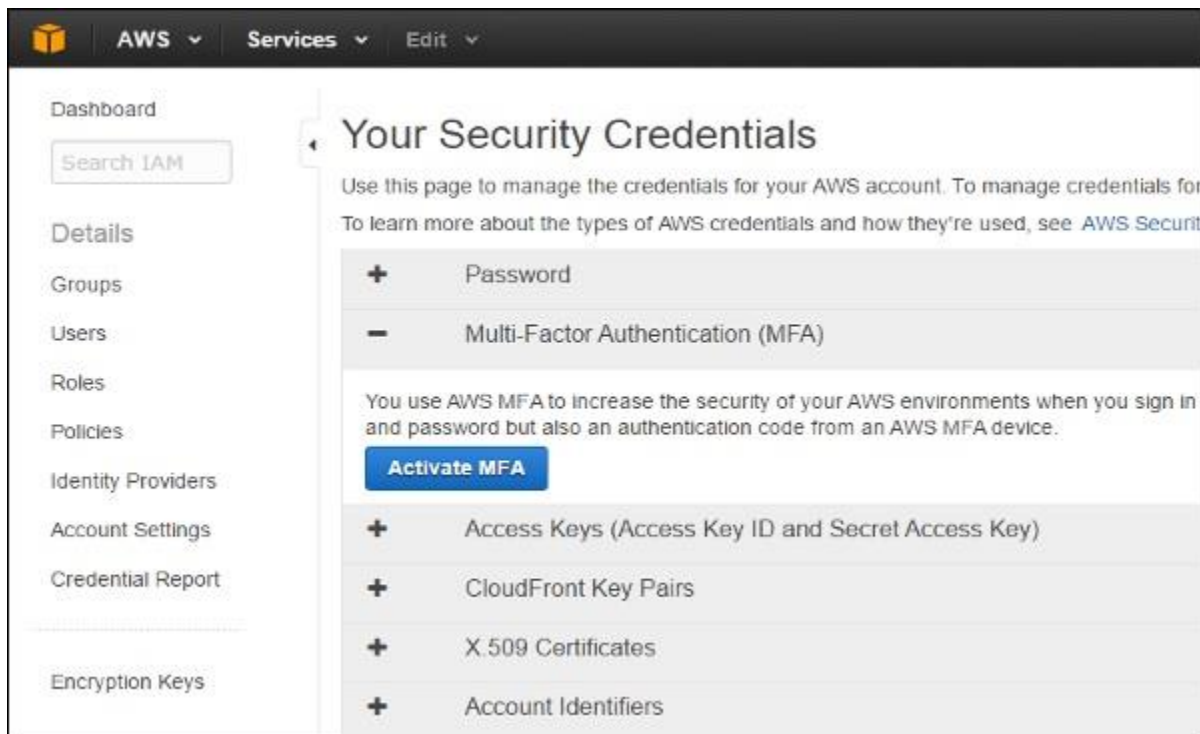 AWS Services Edit
Dashboard
Search IAM
Details
Groups
Users
Roles
Policies
Identity Providers
Account Settings
Credential Report
Encryption Keys
Your Security Credentials
Use this page to manage the credentials for your AWS account. To manage credentials for
To learn more about the types of AWS credentials and how they're used, see AWS Securit
Password
Multi-Factor Authentication (MFA)
You use AWS MFA to increase the security of your AWS environments when you sign in
and password but also an authentication code from an AWS MFA device.
Activate MFA
Access Keys (Access Key ID and Secret Access Key)
CloudFront Key Pairs
X.509 Certificates
Account Identifiers